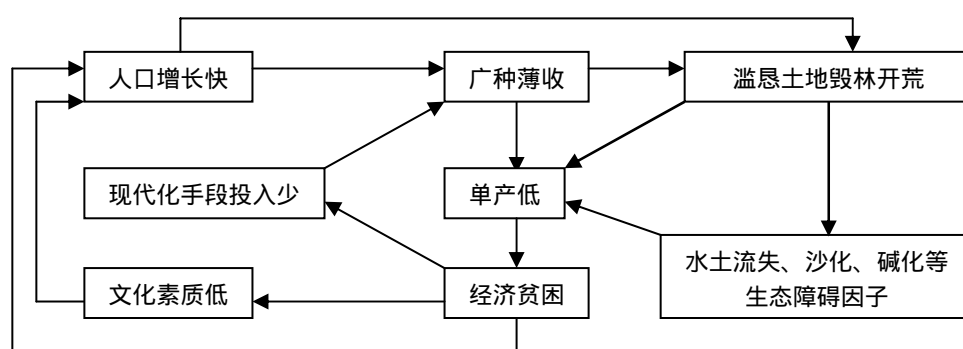 人口增长快
广种薄收
滥恳土地毁林开荒
现代化手段投入少
单产低
水土流失、沙化、碱化等
生态障碍因子
文化素质低
经济贫困